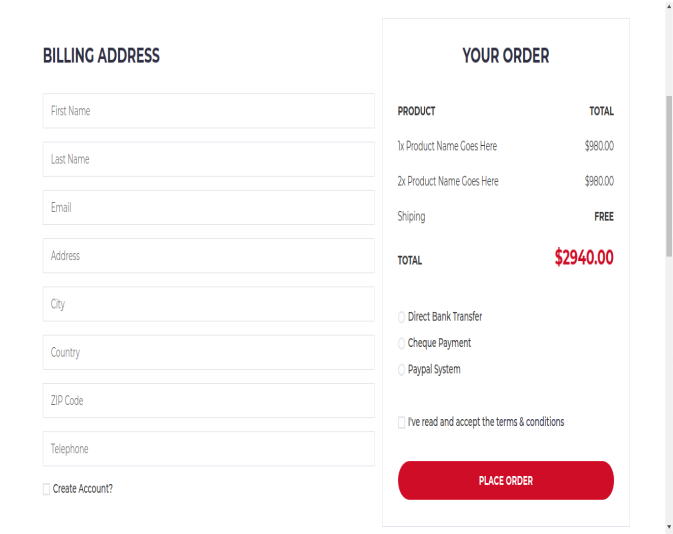 BILLING ADDRESS
First Name
Last Name
Email
Address
City
Country
ZIP Code
Telephone
Create Account?
YOUR ORDER
PRODUCT TOTAL
1x Product Name Goes Here $980.00
2x Product Name Goes Here $980.00
Shiping FREE
TOTAL $2940.00
Direct Bank Transfer
Cheque Payment
Paypal System
I've read and accept the terms & conditions
PLACE ORDER